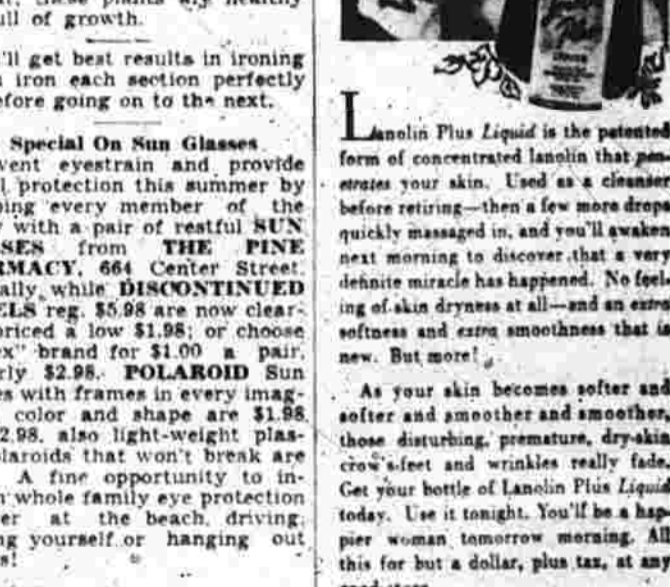 ull of growth.
'll get best results in ironing
iron each section perfectly
efore going on to the next.
Special On Sun Glasses
vent eyestrain and provide
l protection this summer by
ping every member of the
y with a pair of restful SUN
SSES from THE PINE
RMACY, 664 Center Street.
ally while DISCONTINUED
ELS reg. $5.98 are now clear-
priced a low $1.98; or choose
x" brand for $1.00 a pair,
rly $2.98. POLAROID Sun
es with frames in every imag-
color and shape are $1.98
2.98, also light-weight plas-
laroids that won't break are
A fine opportunity to in-
whole family eye protection
er at the beach, driving,
ng yourself or hanging out
s!
Lanolin Plus Liquid is the patented
form of concentrated lanolin that pen-
etrates your skin. Used as a cleanser
before retiring—then a few more drops
quickly massaged in, and you'll awaken
next morning to discover that a very
definite miracle has happened. No feel-
ing of skin dryness at all—and an extra
softness and extra smoothness that is
new. But more!
As your skin becomes softer and
softer and smoother and smoother,
those disturbing, premature, dry-skin
crow's-feet and wrinkles really fade.
Get your bottle of Lanolin Plus Liquid
today. Use it tonight. You'll be a hap-
pier woman tomorrow morning. All
this for but a dollar, plus tax, at any